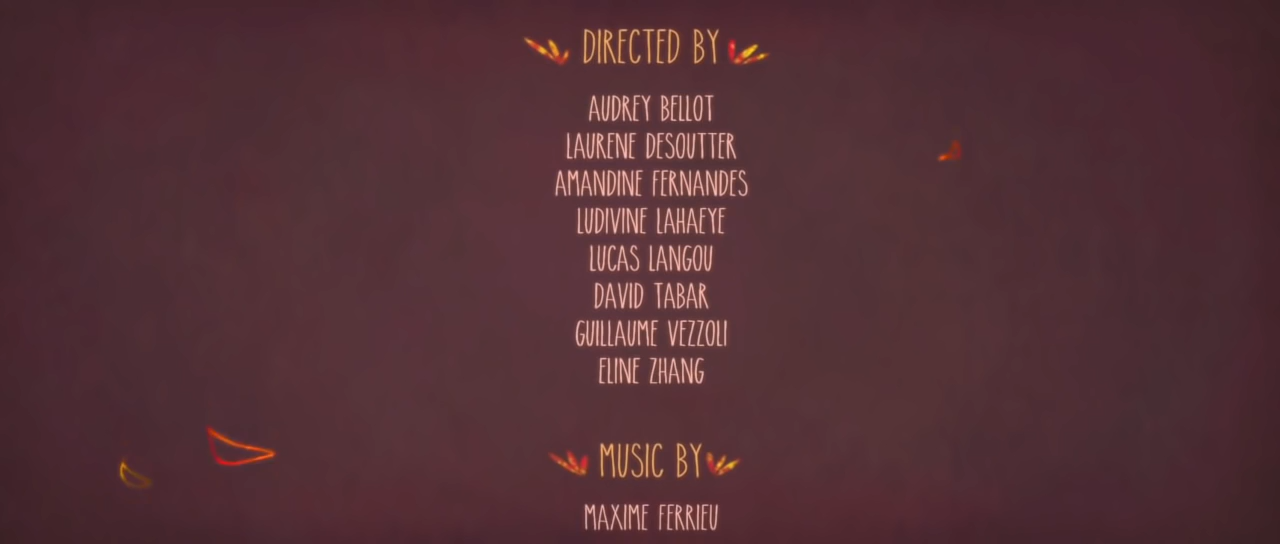 DIRECTED BY
AUDREY BELLOT
LAURENE DESOUTTER
AMANDINE FERNANDES
LUDIVINE LAHAEYE
LUCAS LANGOU
DAVID TABAR
GUILLAUME VEZZOLI
ELINE ZHANG
MUSIC BY
MAXIME FERRIEU